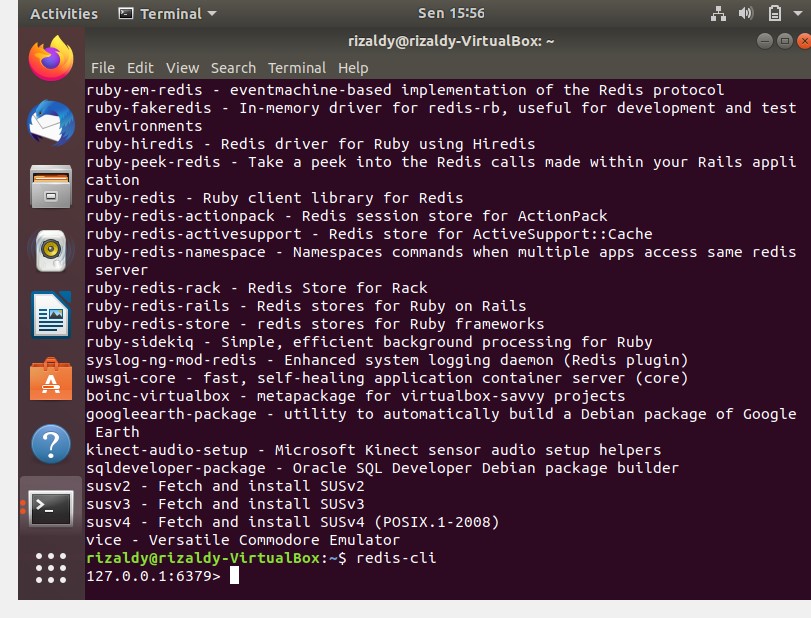 Activities Terminal Sen 15:56
rizaldy@rizaldy-VirtualBox: ~
File Edit View Search Terminal Help
ruby-em-redis - eventmachine-based implementation of the Redis protocol
ruby-fakeredis - In-memory driver for redis-rb, useful for development and test
 environments
ruby-hiredis - Redis driver for Ruby using Hiredis
ruby-peek-redis - Take a peek into the Redis calls made within your Rails appli
cation
ruby-redis - Ruby client library for Redis
ruby-redis-actionpack - Redis session store for ActionPack
ruby-redis-activesupport - Redis store for ActiveSupport::Cache
ruby-redis-namespace - Namespaces commands when multiple apps access same redis
 server
ruby-redis-rack - Redis Store for Rack
ruby-redis-rails - Redis stores for Ruby on Rails
ruby-redis-store - redis stores for Ruby frameworks
ruby-sidekiq - Simple, efficient background processing for Ruby
syslog-ng-mod-redis - Enhanced system logging daemon (Redis plugin)
uwsgi-core - fast, self-healing application container server (core)
boinc-virtualbox - metapackage for virtualbox-savvy projects
googleearth-package - utility to automatically build a Debian package of Google
 Earth
kinect-audio-setup - Microsoft Kinect sensor audio setup helpers
sqldeveloper-package - Oracle SQL Developer Debian package builder
susv2 - Fetch and install SUSv2
susv3 - Fetch and install SUSv3
susv4 - Fetch and install SUSv4 (POSIX.1-2008)
vice - Versatile Commodore Emulator
rizaldy@rizaldy-VirtualBox:~$ redis-cli
127.0.0.1:6379>